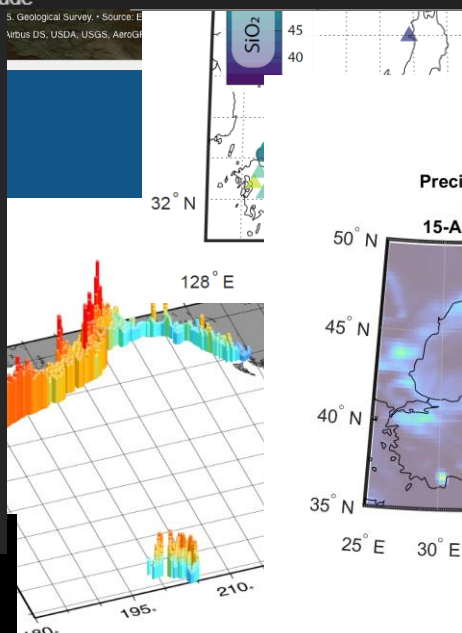 S. Geological Survey. • Source: E
Airbus DS, USDA, USGS, AeroGR
SiO₂
45
40
32° N
128° E
Preci
15-A
50° N
45° N
40° N
35° N
25° E
30° E
195°
210°